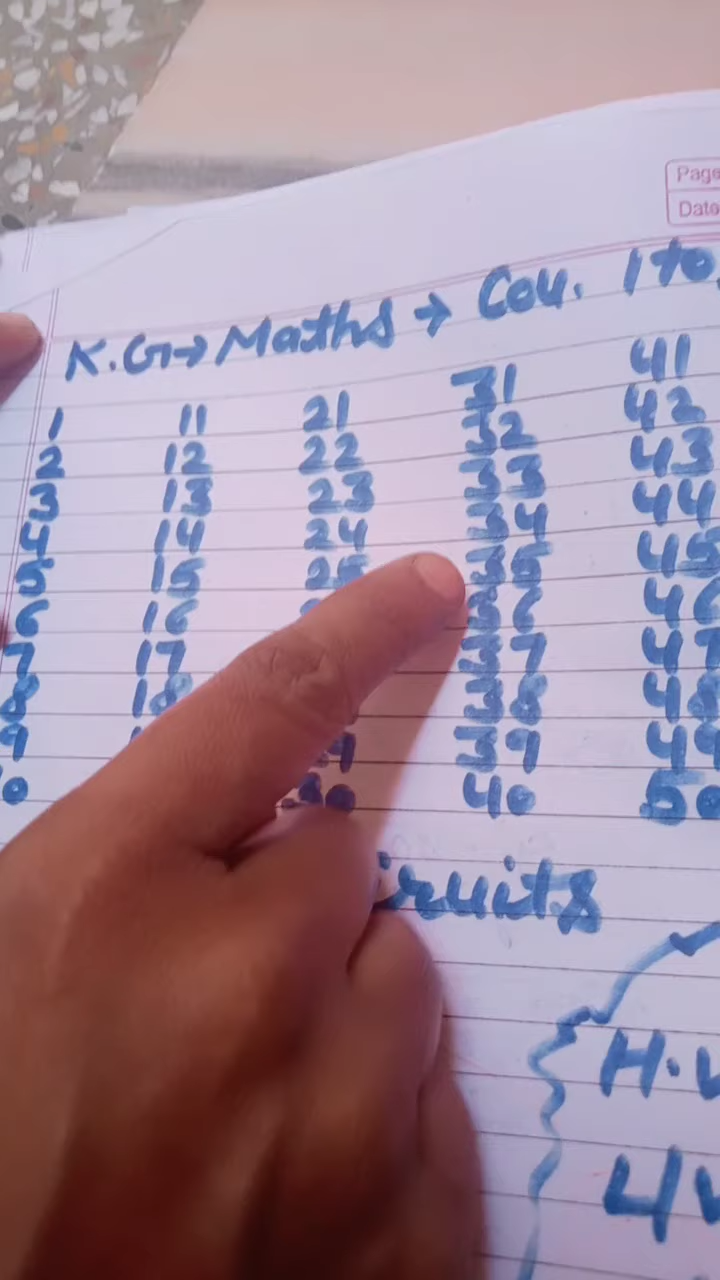 Page
Date
K.G → Maths → Cou. 1 to
1 11 21 31 41
2 12 22 32 42
3 13 23 33 43
4 14 24 34 44
5 15 25 35 45
6 16 36 46
7 17 37 47
8 18 38 48
9 39 49
40 50
H.W